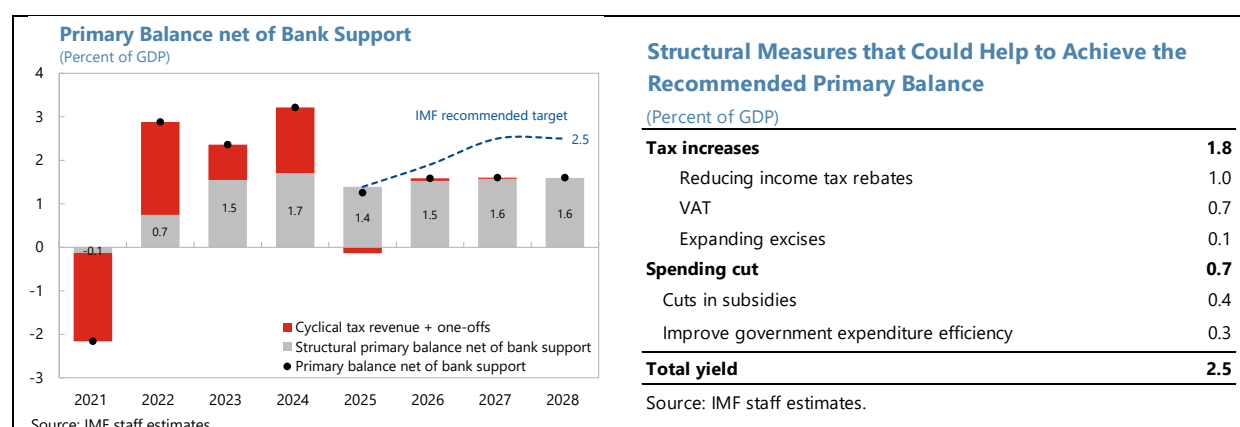 Primary Balance net of Bank Support
(Percent of GDP)
4
3
2
1
0
-1
-2
-3
IMF recommended target
2.5
-0.1
0.7
1.5
1.7
1.4
1.5
1.6
1.6
Cyclical tax revenue + one-offs
Structural primary balance net of bank support
Primary balance net of bank support
2021 2022 2023 2024 2025 2026 2027 2028
Source: IMF staff estimates
Structural Measures that Could Help to Achieve the
Recommended Primary Balance
(Percent of GDP)
Tax increases 1.8
Reducing income tax rebates 1.0
VAT 0.7
Expanding excises 0.1
Spending cut 0.7
Cuts in subsidies 0.4
Improve government expenditure efficiency 0.3
Total yield 2.5
Source: IMF staff estimates.